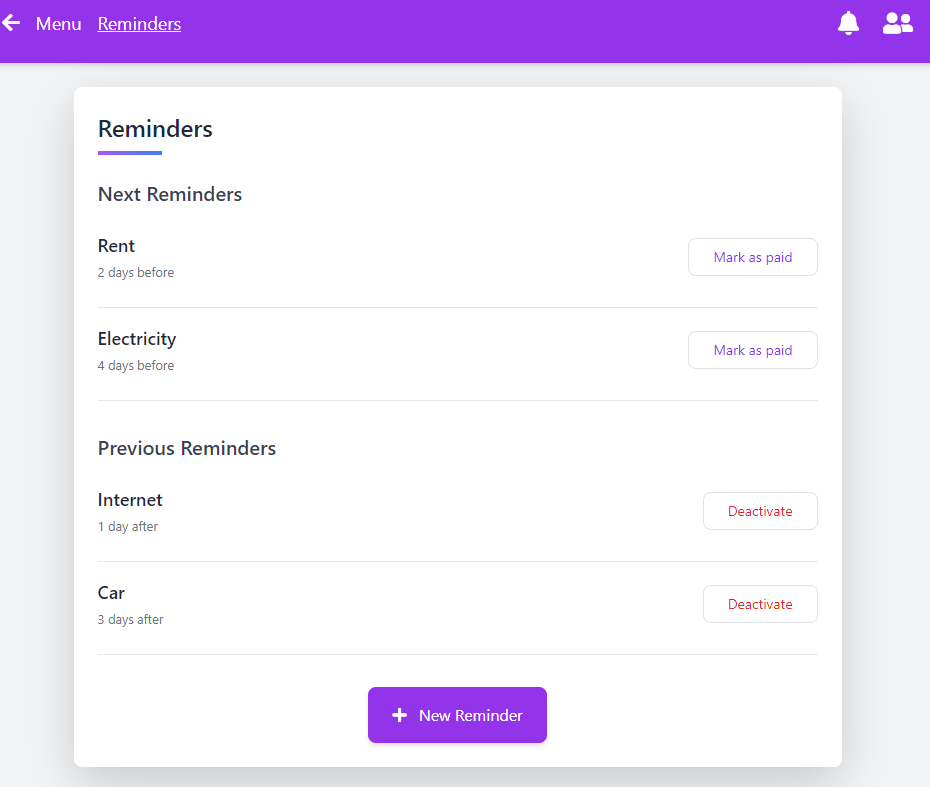 Menu Reminders
Reminders
Next Reminders
Rent
Mark as paid
2 days before
Electricity
Mark as paid
4 days before
Previous Reminders
Internet
Deactivate
1 day after
Car
Deactivate
3 days after
New Reminder